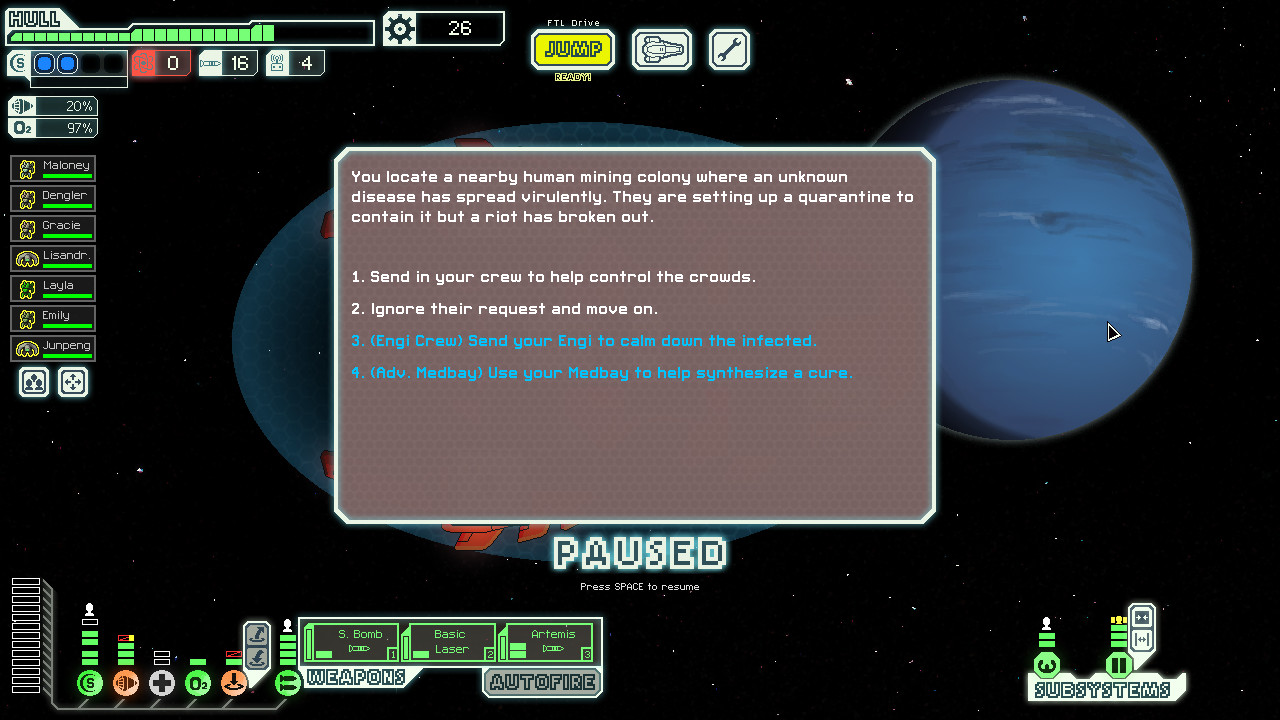 HULL
26
FTL Drive
JUMP
READY!
S
0
16
4
20%
O2 97%
Maloney
Dengler
Gracie
Lisandr.
Layla
Emily
Junpeng
You locate a nearby human mining colony where an unknown
disease has spread virulently. They are setting up a quarantine to
contain it but a riot has broken out.
1. Send in your crew to help control the crowds.
2. Ignore their request and move on.
3. (Engi Crew) Send your Engi to calm down the infected.
4. (Adv. Medbay) Use your Medbay to help synthesize a cure.
PAUSED
Press SPACE to resume
S. Bomb 1
Basic
Laser 2
Artemis 3
S
O2
WEAPONS
AUTOFIRE
SUBSYSTEMS